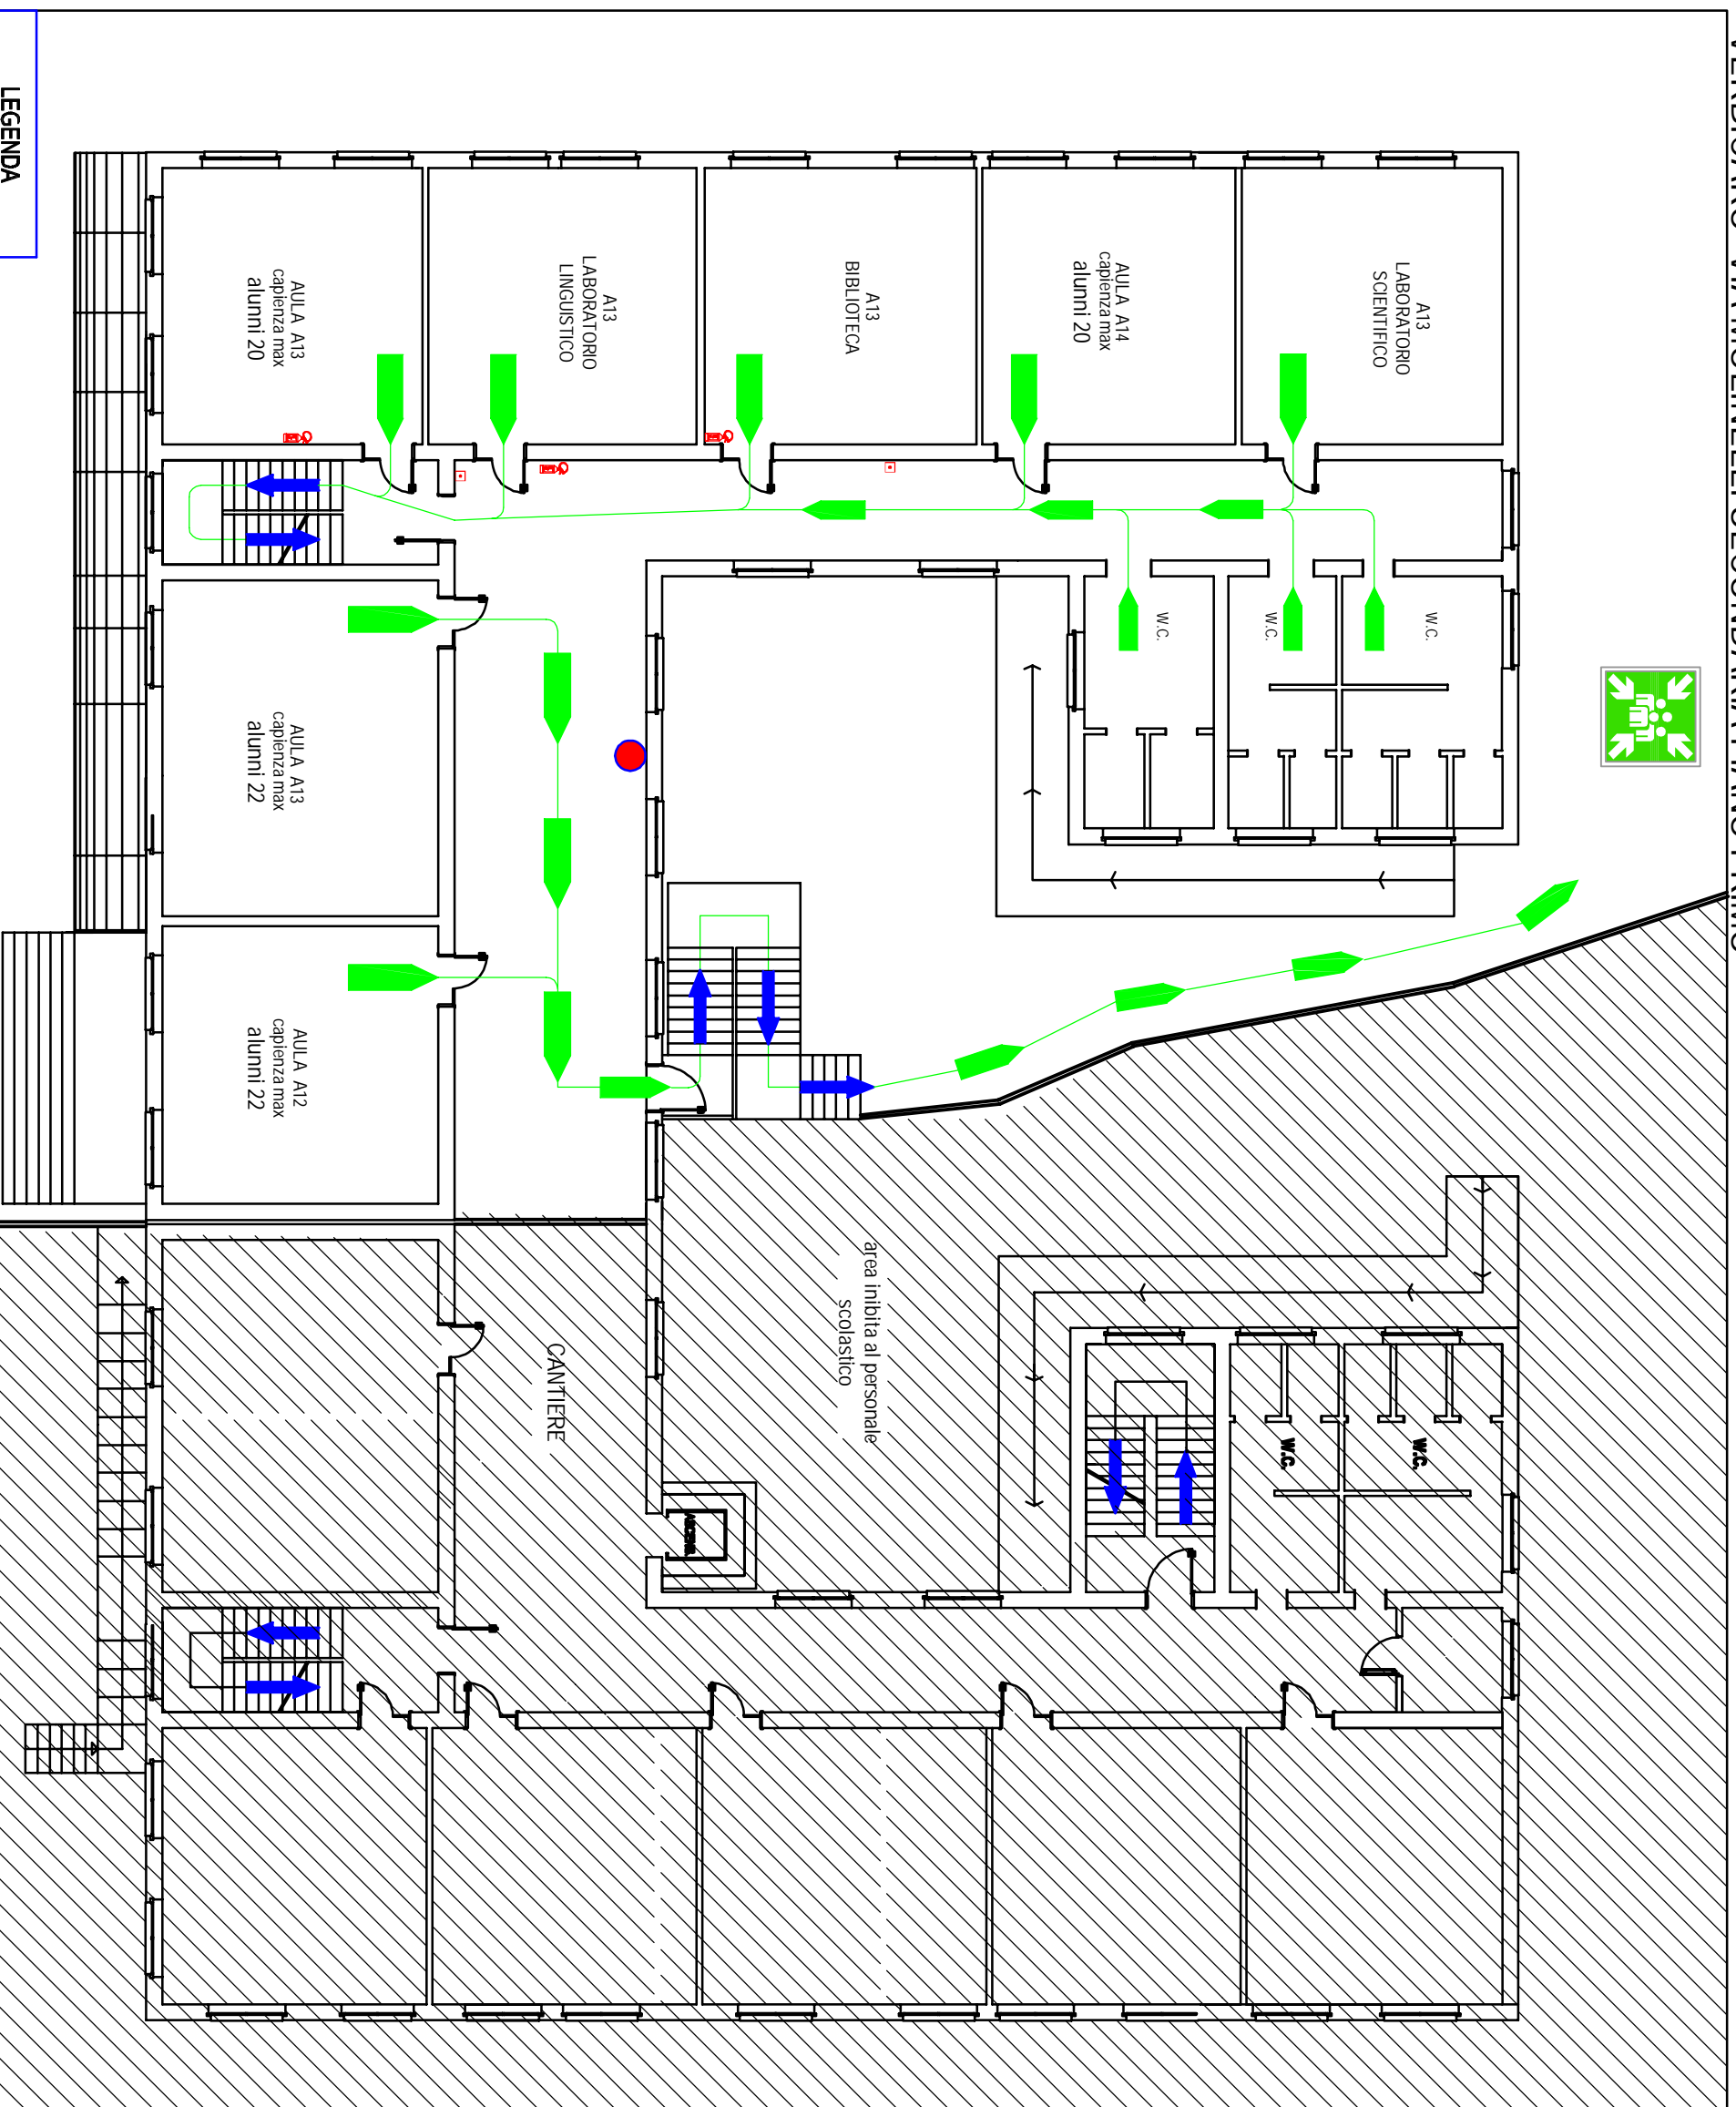 LEGENDA
A13
LABORATORIO
SCIENTIFICO
AULA A14
capienza max
alunni 20
A13
BIBLIOTECA
A13
LABORATORIO
LINGUISTICO
AULA A13
capienza max
alunni 20
W.C.
W.C.
W.C.
AULA A13
capienza max
alunni 22
AULA A12
capienza max
alunni 22
area inibita al personale
scolastico
CANTIERE
W.C.
W.C.